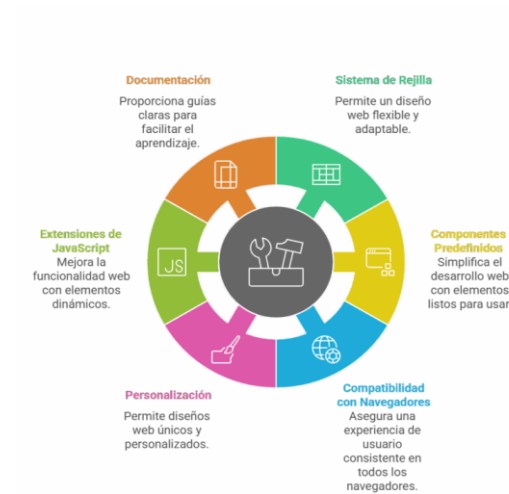 Documentación
Proporciona guías
claras para
facilitar el
aprendizaje.
Sistema de Rejilla
Permite un diseño
web flexible y
adaptable.
Extensiones de
JavaScript
Mejora la
funcionalidad web
con elementos
dinámicos.
JS
Componentes
Predefinidos
Simplifica el
desarrollo web
con elementos
listos para usar
Personalización
Permite diseños
web únicos y
personalizados.
Compatibilidad
con Navegadores
Asegura una
experiencia de
usuario
consistente en
todos los
navegadores.